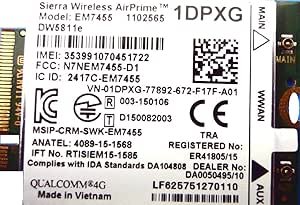 Sierra Wireless AirPrime™
Model: EM7455 1102565
DW5811e
1DPXG
IMEI: 353991070451722
FCC: N7NEM7455-D1
IC ID: 2417C-EM7455
VN-01DPXG-77892-672-F17F-A01
R 003-150106
D150082003
MSIP-CRM-SWK-EM7455
ANATEL: 4089-15-1568
IFT No: RTISIEM15-1585
Complies with IDA Standards DA104808
TRA
REGISTERED No:
ER41805/15
DEALER No:
DA0050495/10
QUALCOMM®4G
Made in Vietnam
LF625751270110
MAIN
WWAN
AUX